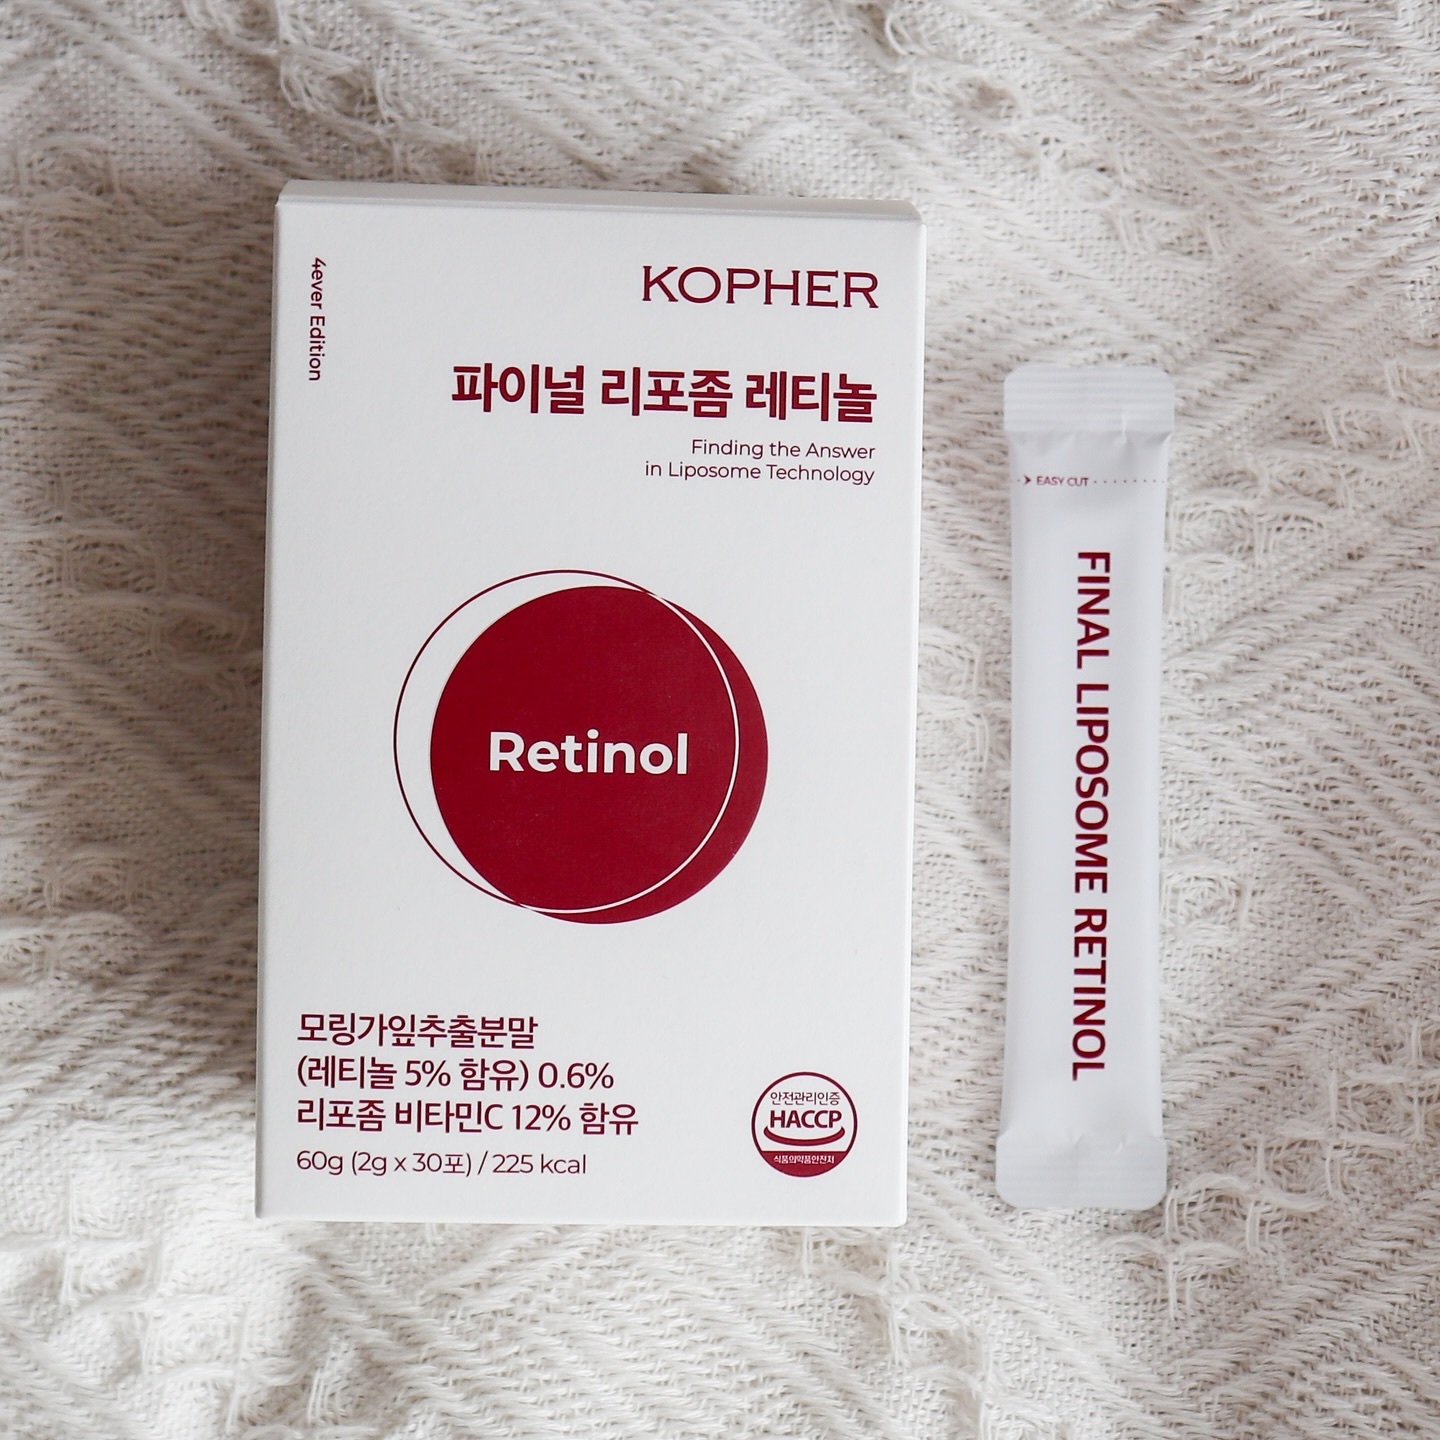 4ever Edition
KOPHER
파이널 리포좀 레티놀
Finding the Answer
in Liposome Technology
Retinol
모링가잎추출분말
(레티놀 5% 함유) 0.6%
리포좀 비타민C 12% 함유
60g (2g x 30포) / 225 kcal
안전관리인증
HACCP
식품의약품안전처
EASY CUT
FINAL LIPOSOME RETINOL